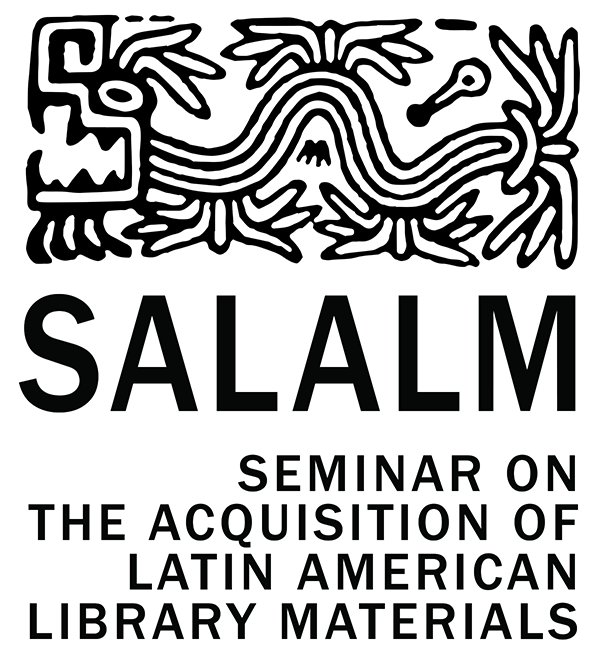 SALALM
SEMINAR ON
THE ACQUISITION OF
LATIN AMERICAN
LIBRARY MATERIALS